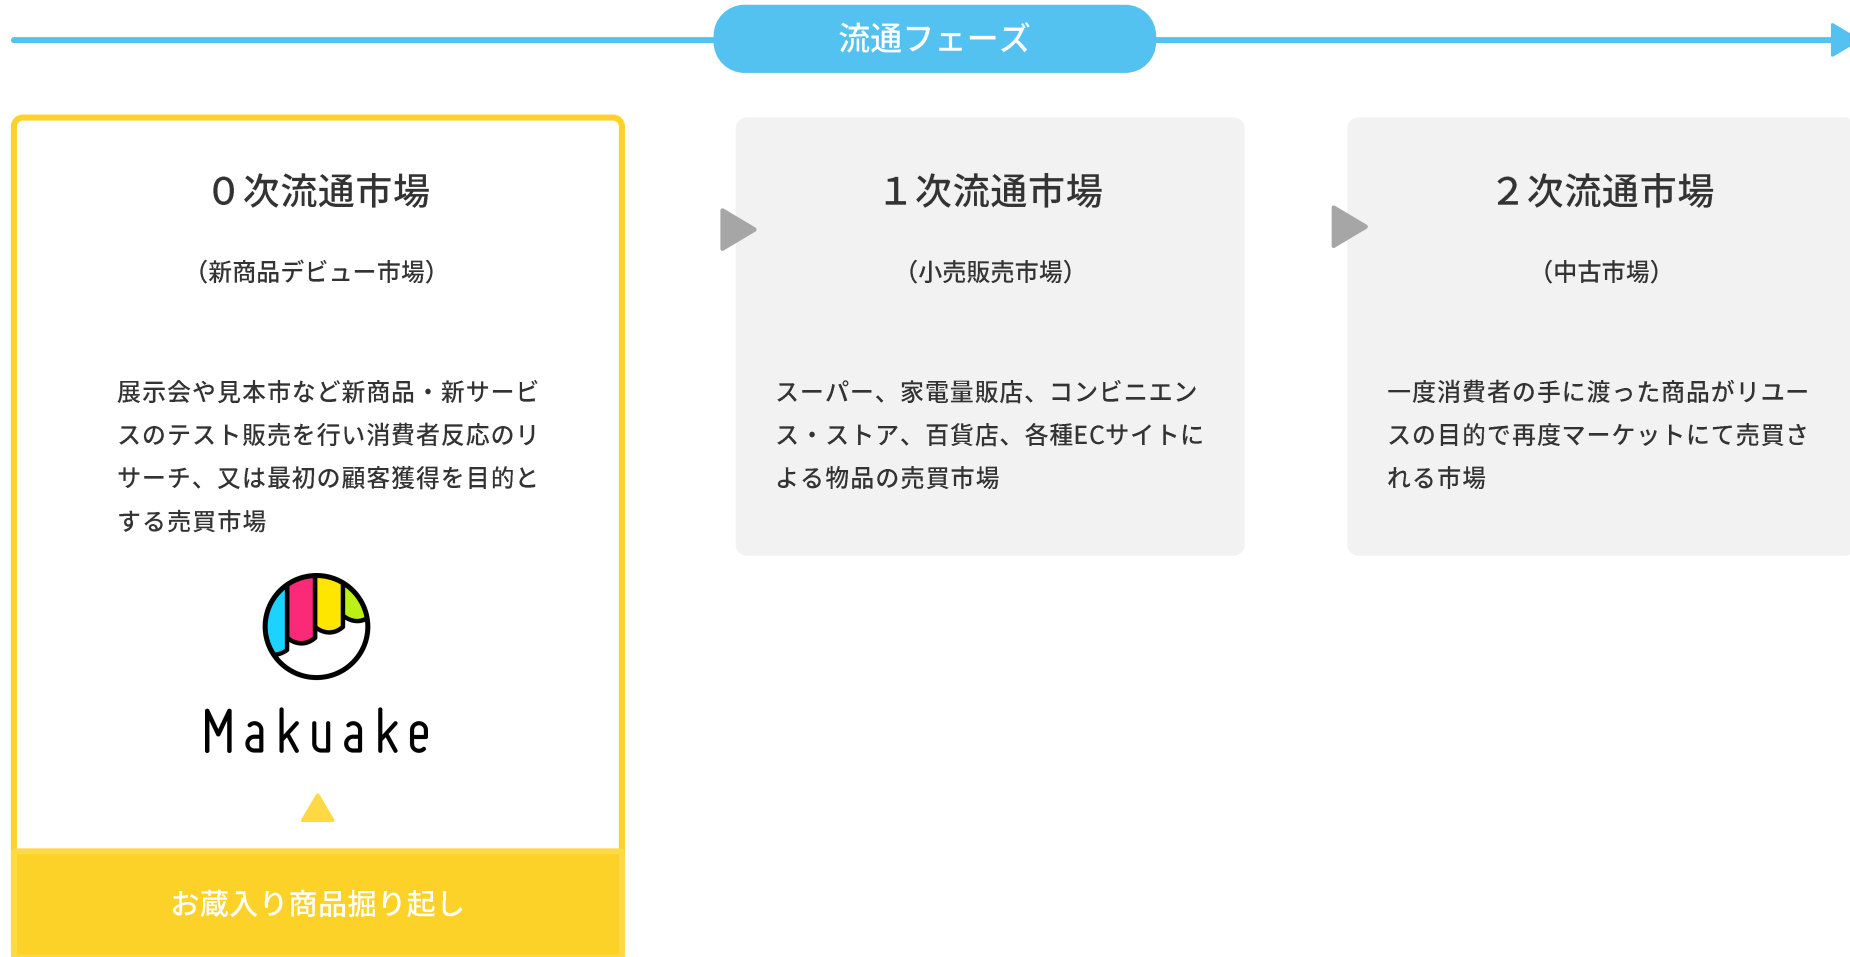 流通フェーズ
０次流通市場
（新商品デビュー市場）
展示会や見本市など新商品・新サービ
スのテスト販売を行い消費者反応のリ
サーチ、又は最初の顧客獲得を目的と
する売買市場
Makuake
お蔵入り商品掘り起し
１次流通市場
（小売販売市場）
スーパー、家電量販店、コンビニエン
ス・ストア、百貨店、各種ECサイトに
よる物品の売買市場
２次流通市場
（中古市場）
一度消費者の手に渡った商品がリユー
スの目的で再度マーケットにて売買さ
れる市場